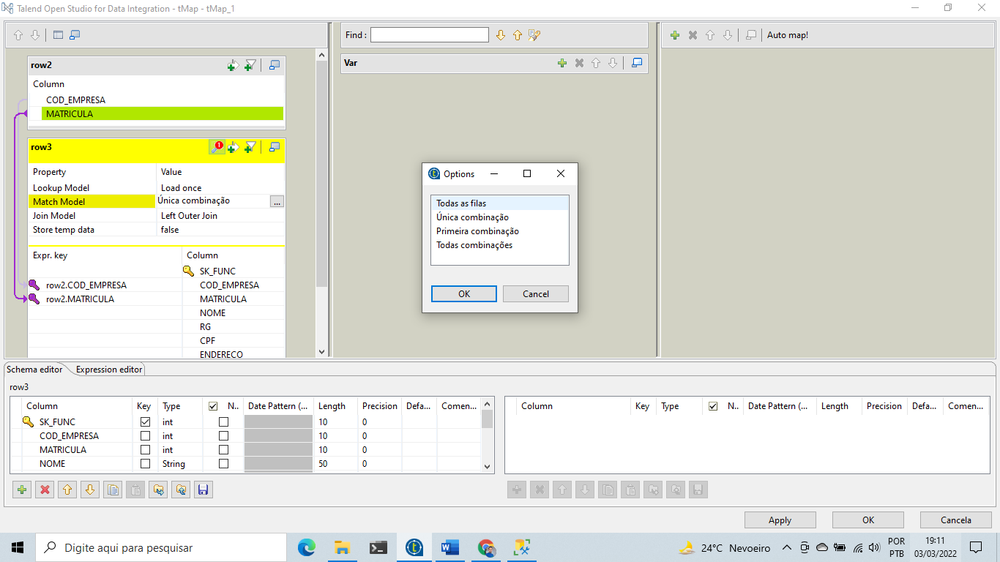 Talend Open Studio for Data Integration - tMap - tMap_1
Find :
Auto map!
row2
Column
COD_EMPRESA
MATRICULA
row3
Property Value
Lookup Model Load once
Match Model Única combinação ...
Join Model Left Outer Join
Store temp data false
Expr. key Column
SK_FUNC
row2.COD_EMPRESA COD_EMPRESA
row2.MATRICULA MATRICULA
NOME
RG
CPF
ENDERECO
Var
Options
Todas as filas
Única combinação
Primeira combinação
Todas combinações
OK Cancel
Schema editor Expression editor
row3
Column Key Type N.. Date Pattern (... Length Precision Defa... Comen...
SK_FUNC int 10 0
COD_EMPRESA int 10 0
MATRICULA int 10 0
NOME String 50 0
Column Key Type N.. Date Pattern (... Length Precision Defa... Comen...
Apply OK Cancela
Digite aqui para pesquisar
24°C Nevoeiro
POR
PTB
19:11
03/03/2022